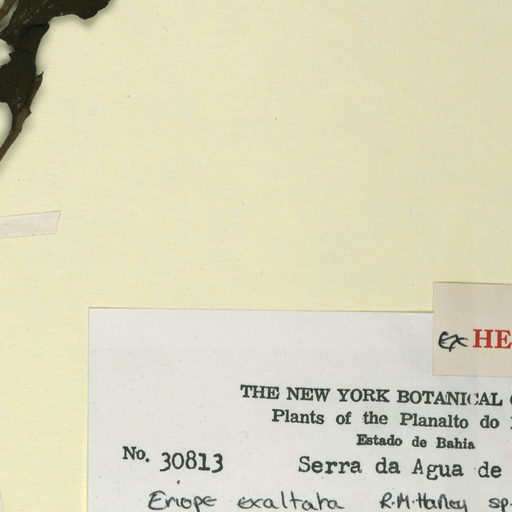 ex HE
THE NEW YORK BOTANICAL
Plants of the Planalto do
Estado de Bahia
No. 30813
Serra da Agua de
Eriope exaltata R.M. Harley sp.